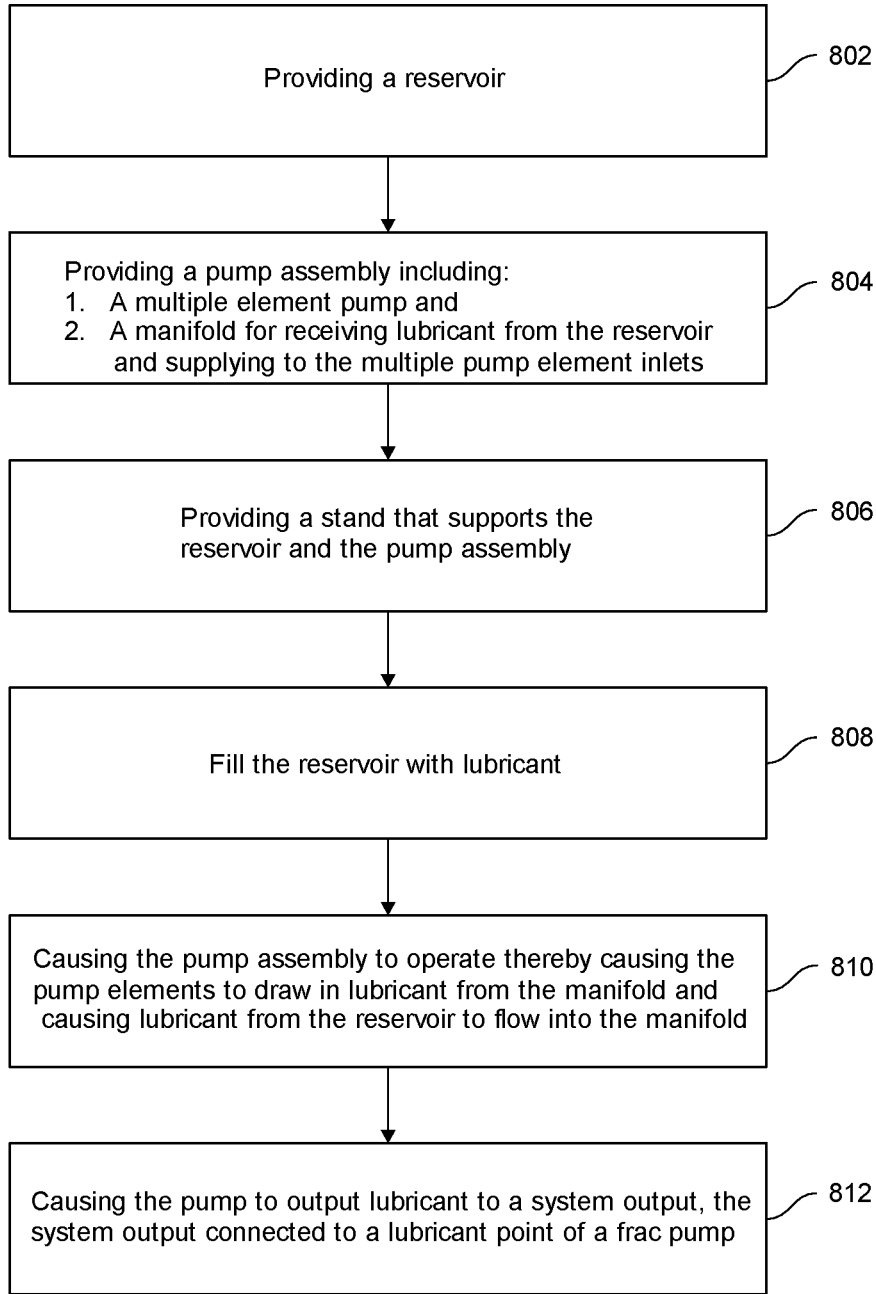 Providing a reservoir
802
Providing a pump assembly including:
1. A multiple element pump and
2. A manifold for receiving lubricant from the reservoir
and supplying to the multiple pump element inlets
804
Providing a stand that supports the
reservoir and the pump assembly
806
Fill the reservoir with lubricant
808
Causing the pump assembly to operate thereby causing the
pump elements to draw in lubricant from the manifold and
causing lubricant from the reservoir to flow into the manifold
810
Causing the pump to output lubricant to a system output, the
system output connected to a lubricant point of a frac pump
812